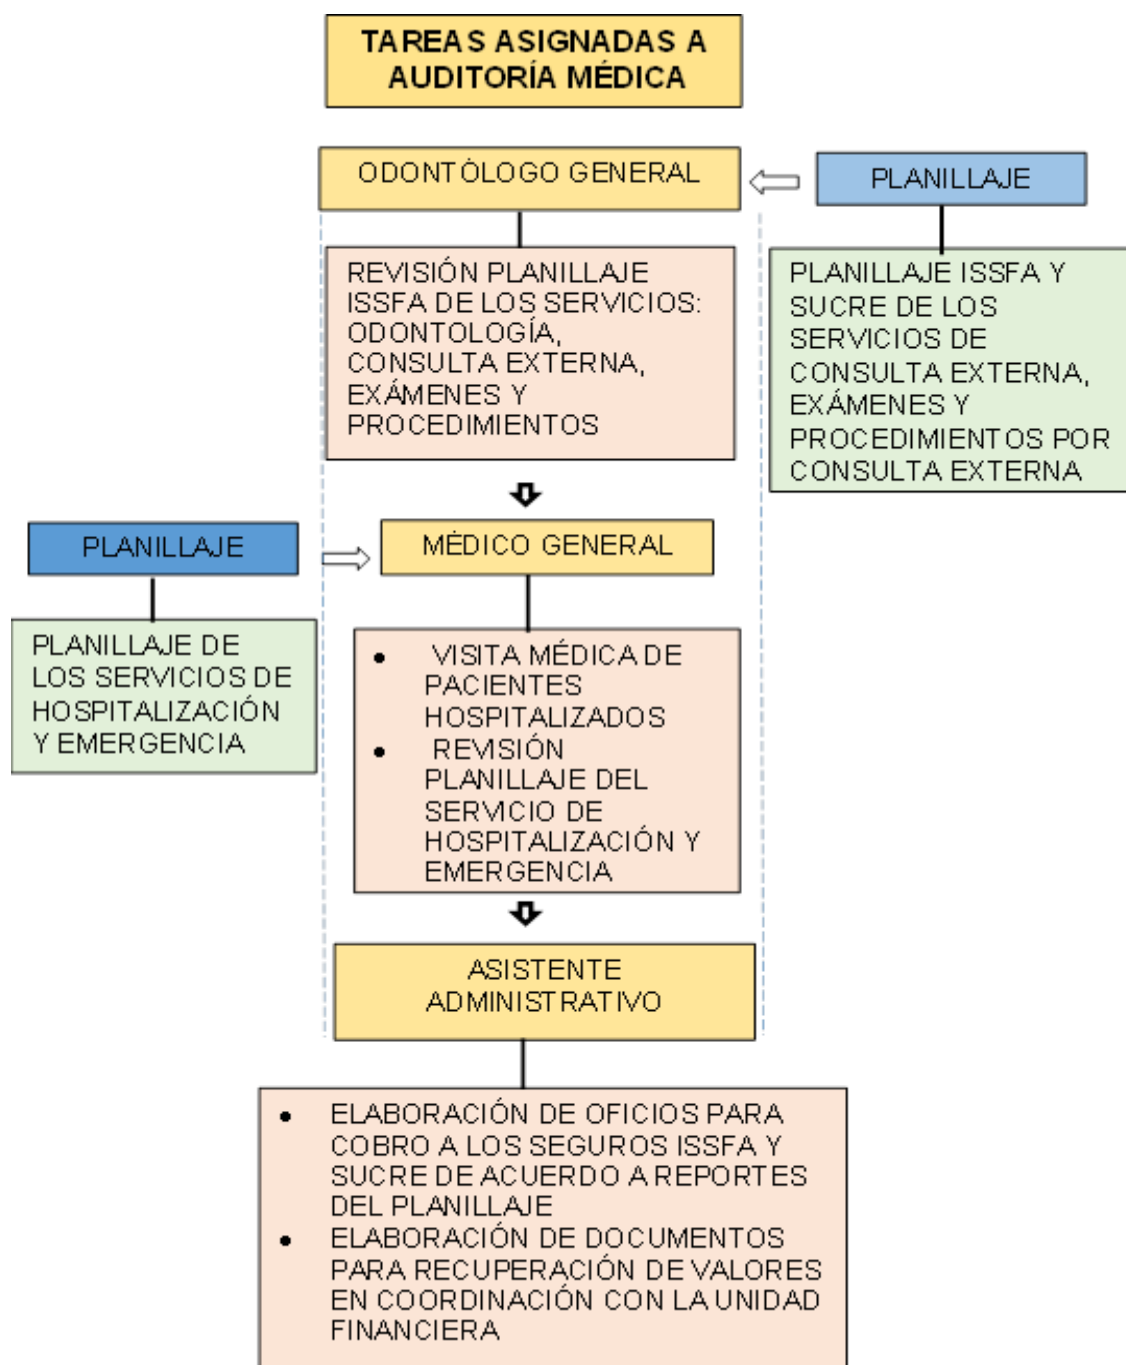 TAREAS ASIGNADAS A
AUDITORÍA MÉDICA
ODONTÓLOGO GENERAL
PLANILLAJE
REVISIÓN PLANILLAJE
ISSFA DE LOS SERVICIOS:
ODONTOLOGÍA,
CONSULTA EXTERNA,
EXÁMENES Y
PROCEDIMIENTOS
PLANILLAJE ISSFA Y
SUCRE DE LOS
SERVICIOS DE
CONSULTA EXTERNA,
EXÁMENES Y
PROCEDIMIENTOS POR
CONSULTA EXTERNA
PLANILLAJE
MÉDICO GENERAL
PLANILLAJE DE
LOS SERVICIOS DE
HOSPITALIZACIÓN
Y EMERGENCIA
• VISITA MÉDICA DE
PACIENTES
HOSPITALIZADOS
• REVISIÓN
PLANILLAJE DEL
SERVICIO DE
HOSPITALIZACIÓN Y
EMERGENCIA
ASISTENTE
ADMINISTRATIVO
• ELABORACIÓN DE OFICIOS PARA
COBRO A LOS SEGUROS ISSFA Y
SUCRE DE ACUERDO A REPORTES
DEL PLANILLAJE
• ELABORACIÓN DE DOCUMENTOS
PARA RECUPERACIÓN DE VALORES
EN COORDINACIÓN CON LA UNIDAD
FINANCIERA